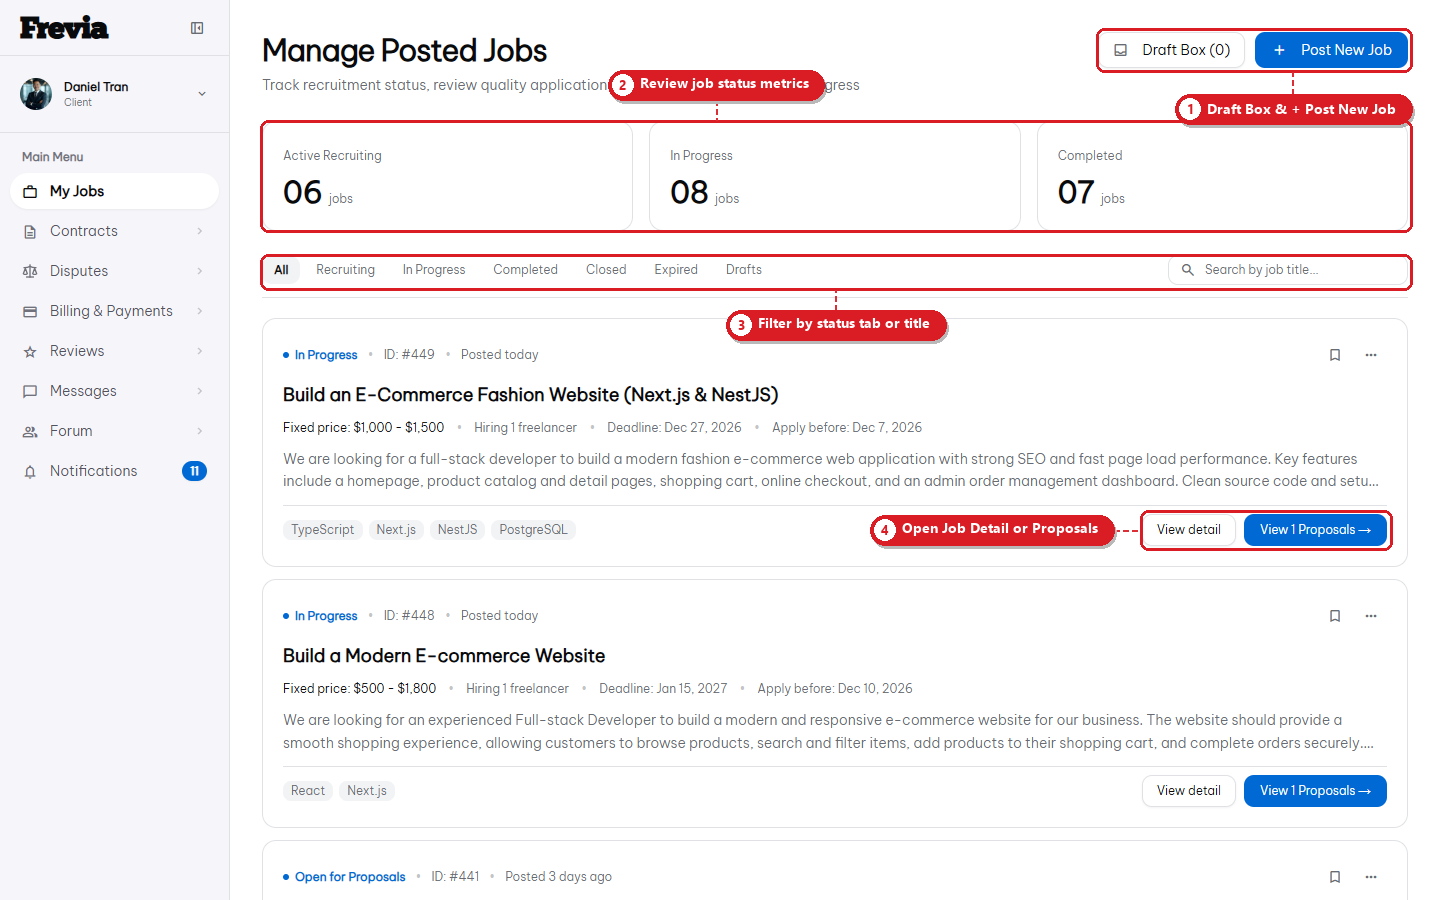 Frevia
Daniel Tran
Client
Main Menu
My Jobs
Contracts
Disputes
Billing & Payments
Reviews
Messages
Forum
Notifications 11
Manage Posted Jobs
Track recruitment status, review quality application gress
Draft Box (0)
+ Post New Job
1 Draft Box & + Post New Job
2 Review job status metrics
Active Recruiting
06 jobs
In Progress
08 jobs
Completed
07 jobs
All Recruiting In Progress Completed Closed Expired Drafts
Search by job title...
3 Filter by status tab or title
• In Progress • ID: #449 • Posted today
Build an E-Commerce Fashion Website (Next.js & NestJS)
Fixed price: $1,000 - $1,500 • Hiring 1 freelancer • Deadline: Dec 27, 2026 • Apply before: Dec 7, 2026
We are looking for a full-stack developer to build a modern fashion e-commerce web application with strong SEO and fast page load performance. Key features
include a homepage, product catalog and detail pages, shopping cart, online checkout, and an admin order management dashboard. Clean source code and setu...
TypeScript Next.js NestJS PostgreSQL
4 Open Job Detail or Proposals
View detail
View 1 Proposals →
• In Progress • ID: #448 • Posted today
Build a Modern E-commerce Website
Fixed price: $500 - $1,800 • Hiring 1 freelancer • Deadline: Jan 15, 2027 • Apply before: Dec 10, 2026
We are looking for an experienced Full-stack Developer to build a modern and responsive e-commerce website for our business. The website should provide a
smooth shopping experience, allowing customers to browse products, search and filter items, add products to their shopping cart, and complete orders securely....
React Next.js
View detail
View 1 Proposals →
• Open for Proposals • ID: #441 • Posted 3 days ago